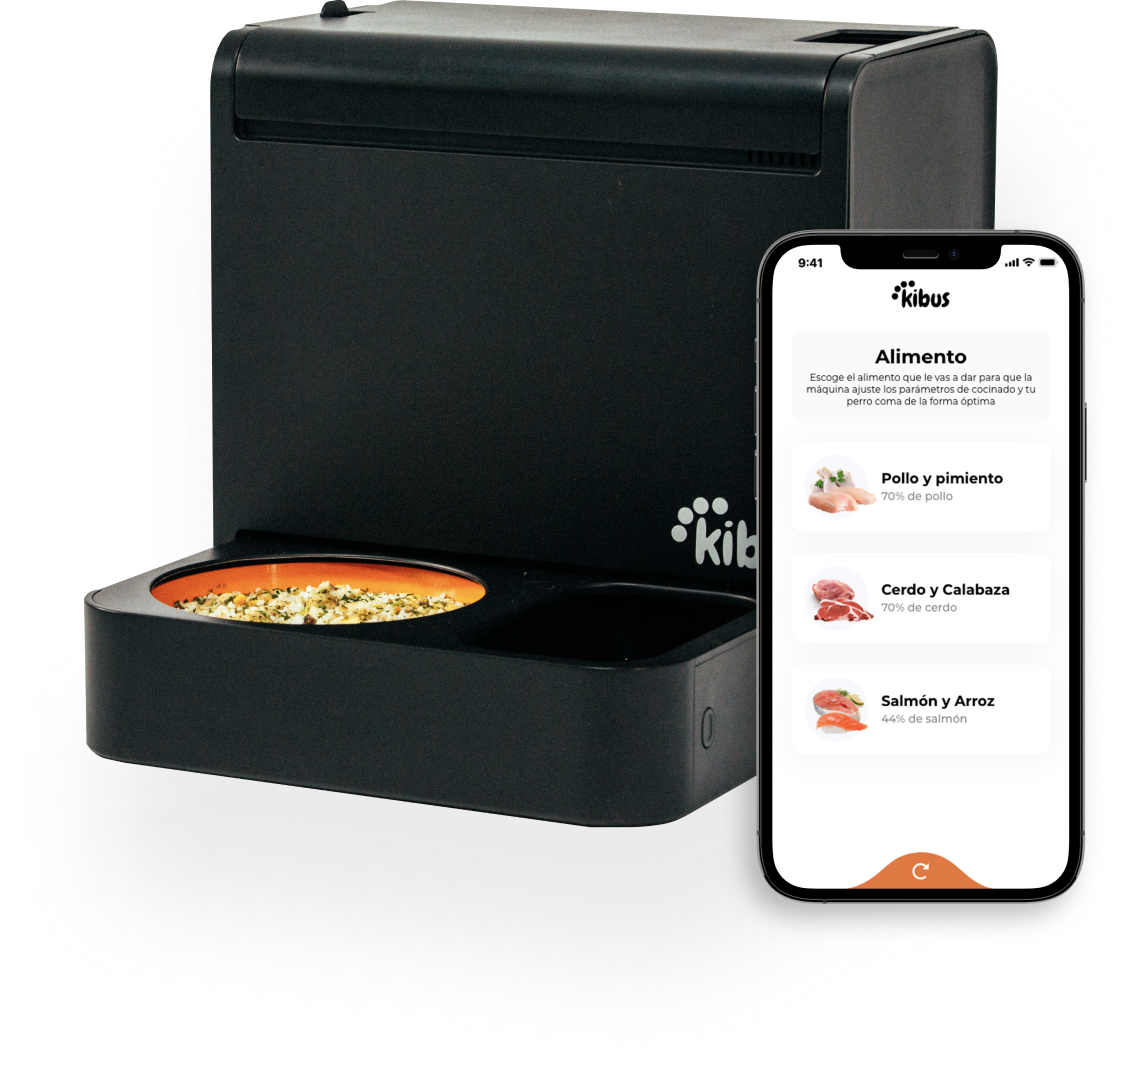 9:41
kibus
Alimento
Escoge el alimento que le vas a dar para que la
máquina ajuste los parámetros de cocinado y tu
perro coma de la forma óptima
Pollo y pimiento
70% de pollo
kib
Cerdo y Calabaza
70% de cerdo
Salmón y Arroz
44% de salmón